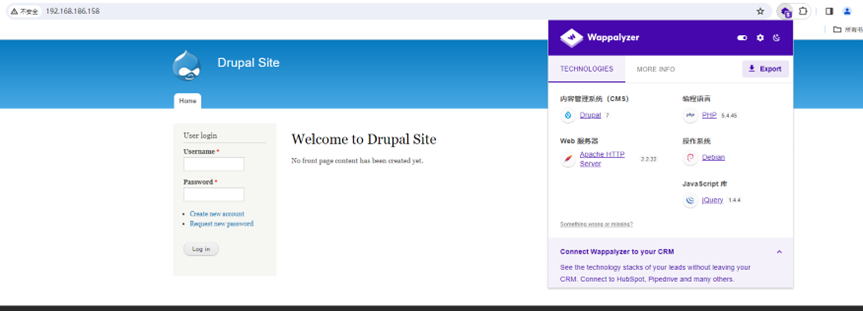 不安全 192.168.186.158
所有书
Drupal Site
Home
User login
Username *
Password *
Create new account
Request new password
Log in
Welcome to Drupal Site
No front page content has been created yet.
Wappalyzer
TECHNOLOGIES MORE INFO Export
内容管理系统 (CMS)
Drupal 7
Web 服务器
Apache HTTP
Server 2.2.22
编程语言
PHP 5.4.45
操作系统
Debian
JavaScript 库
jQuery 1.4.4
Something wrong or missing?
Connect Wappalyzer to your CRM
See the technology stacks of your leads without leaving your
CRM. Connect to HubSpot, Pipedrive and many others.